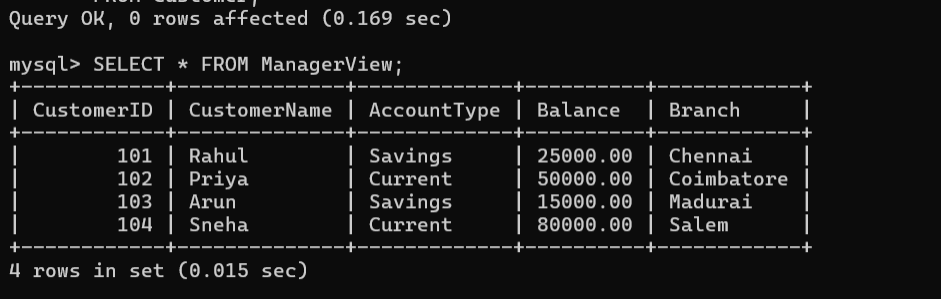 FROM Customer;
Query OK, 0 rows affected (0.169 sec)
mysql> SELECT * FROM ManagerView;
+------------+--------------+-------------+----------+------------+
| CustomerID | CustomerName | AccountType | Balance  | Branch     |
+------------+--------------+-------------+----------+------------+
|        101 | Rahul        | Savings     | 25000.00 | Chennai    |
|        102 | Priya        | Current     | 50000.00 | Coimbatore |
|        103 | Arun         | Savings     | 15000.00 | Madurai    |
|        104 | Sneha        | Current     | 80000.00 | Salem      |
+------------+--------------+-------------+----------+------------+
4 rows in set (0.015 sec)